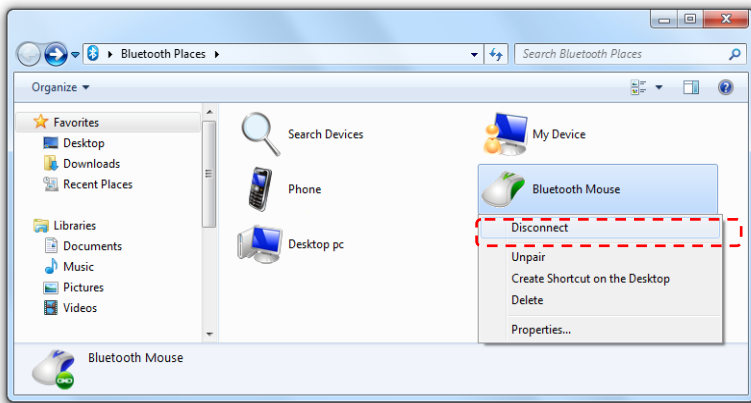 Bluetooth Places
Search Bluetooth Places
Organize
Favorites
Desktop
Downloads
Recent Places
Libraries
Documents
Music
Pictures
Videos
Search Devices
My Device
Phone
Bluetooth Mouse
Desktop pc
Disconnect
Unpair
Create Shortcut on the Desktop
Delete
Properties...
Bluetooth Mouse